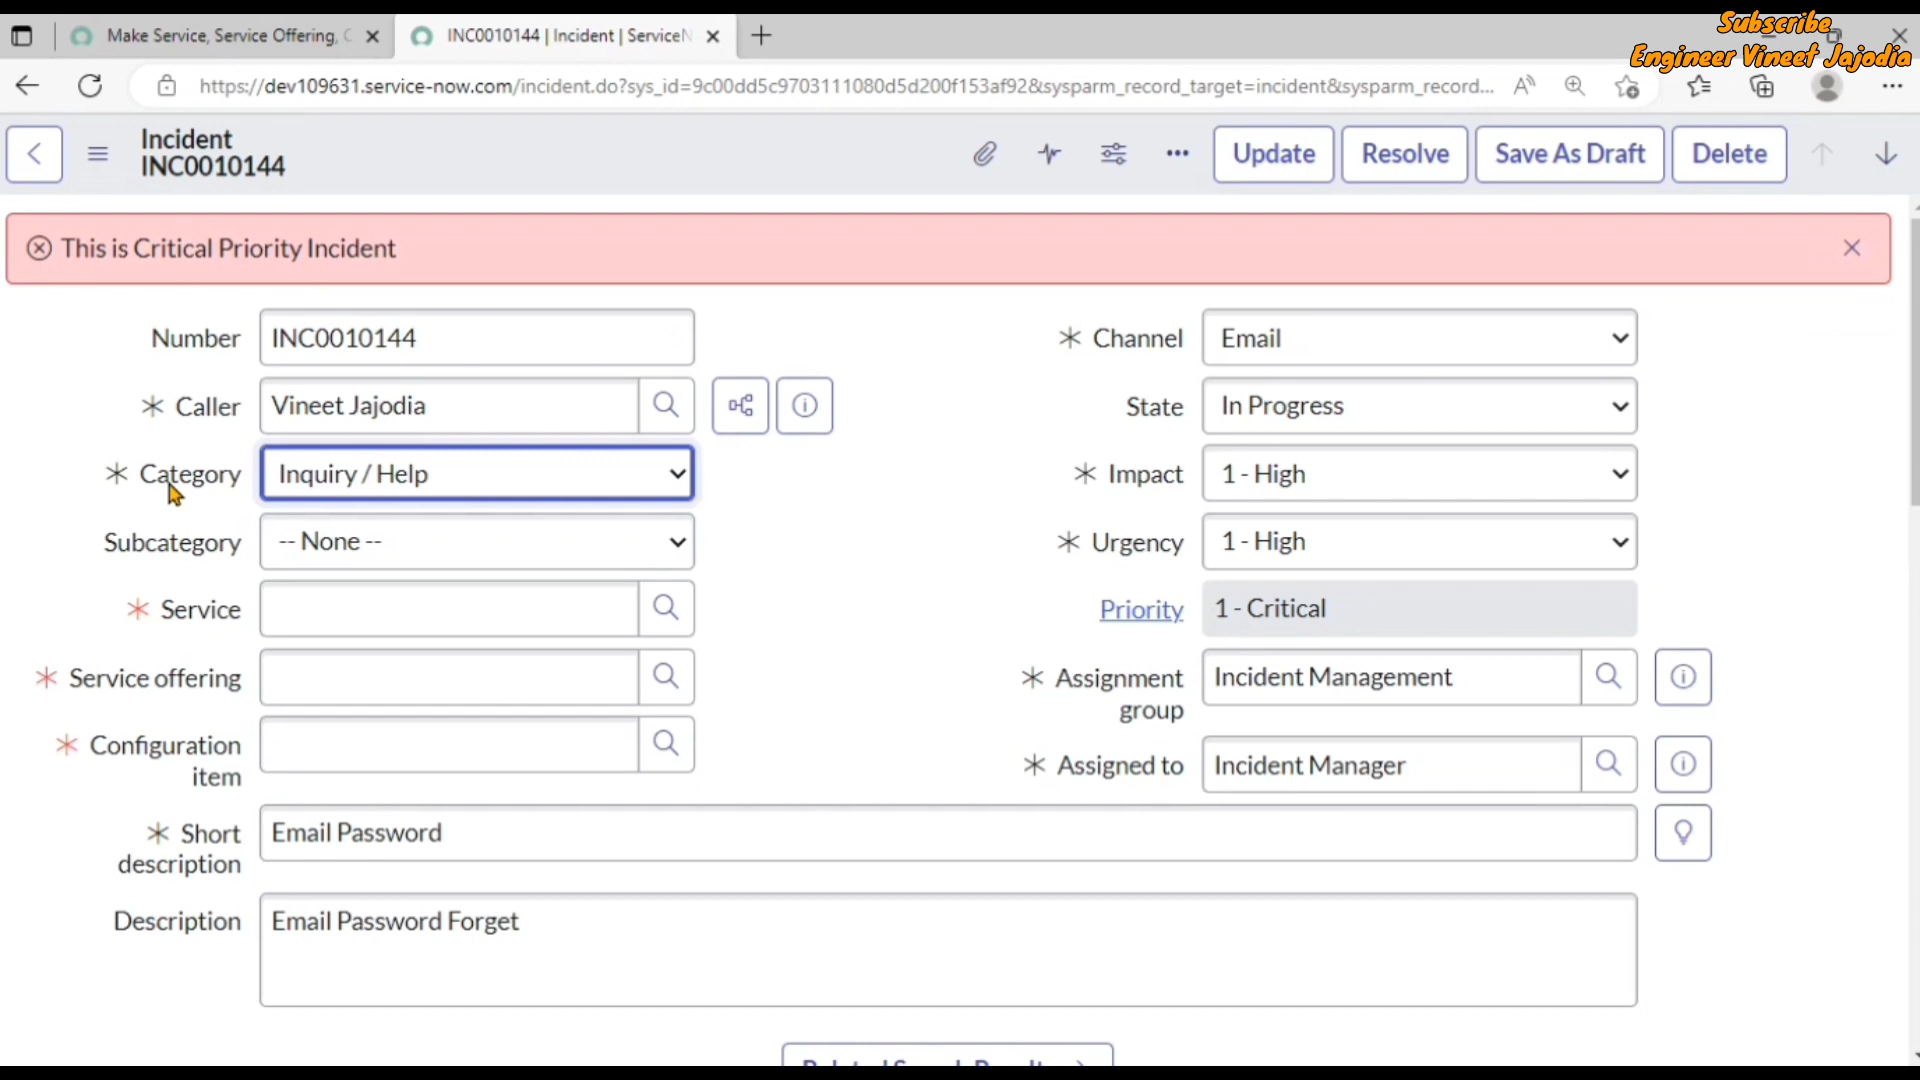 Make Service, Service Offering, C
INC0010144 | Incident | ServiceN
Subscribe
Engineer Vineet Jajodia
https://dev109631.service-now.com/incident.do?sys_id=9c00dd5c9703111080d5d200f153af92&sysparm_record_target=incident&sysparm_record...
Incident
INC0010144
Update
Resolve
Save As Draft
Delete
This is Critical Priority Incident
Number INC0010144
* Channel Email
* Caller Vineet Jajodia
State In Progress
* Category Inquiry / Help
* Impact 1 - High
Subcategory -- None --
* Urgency 1 - High
* Service
Priority 1 - Critical
* Service offering
* Assignment
group
Incident Management
* Configuration
item
* Assigned to Incident Manager
* Short
description
Email Password
Description Email Password Forget